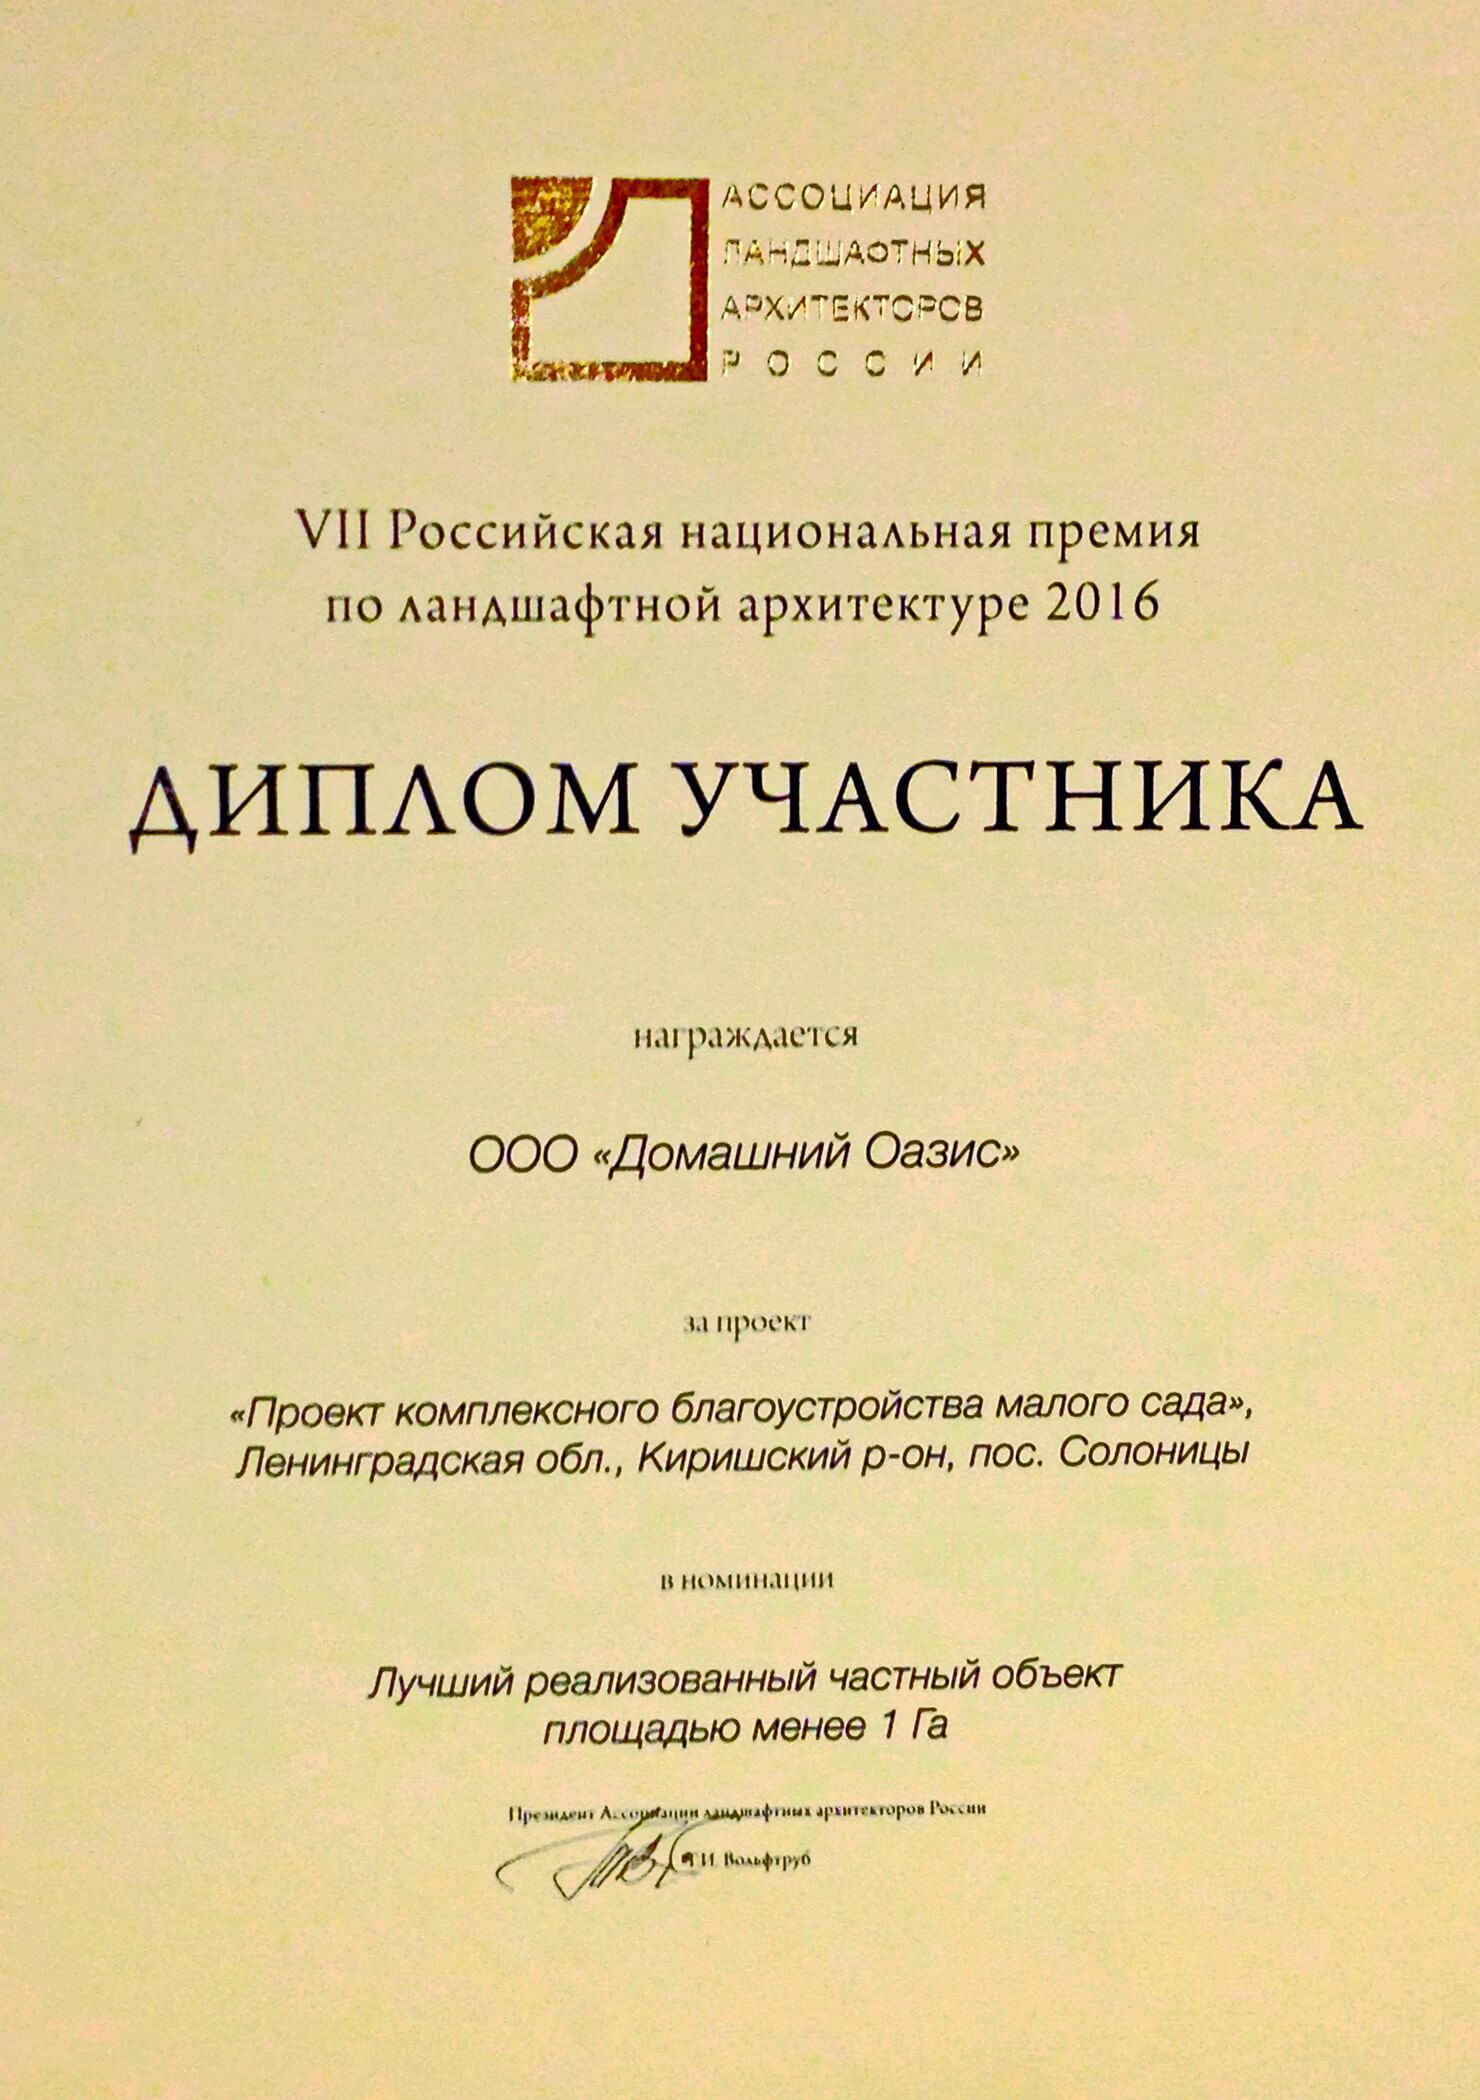 АССОЦИАЦИЯ
ЛАНДШАФТНЫХ
АРХИТЕКТОРОВ
РОССИИ
VII Российская национальная премия
по ландшафтной архитектуре 2016
ДИПЛОМ УЧАСТНИКА
награждается
ООО «Домашний Оазис»
за проект
«Проект комплексного благоустройства малого сада»,
Ленинградская обл., Киришский р-он, пос. Солоницы
в номинации
Лучший реализованный частный объект
площадью менее 1 Га
Президент Ассоциации ландшафтных архитекторов России
Т.И. Вольфтруб